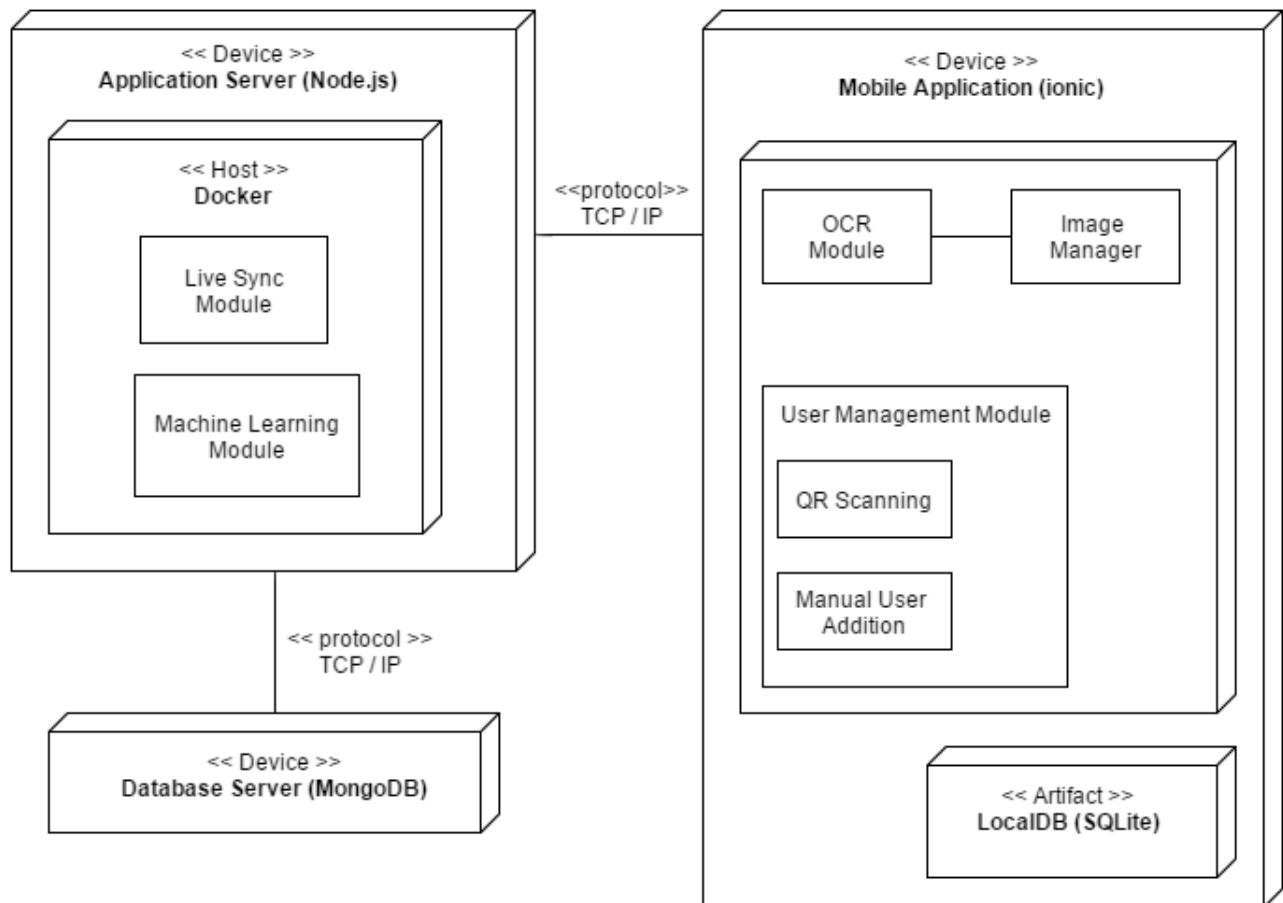 << Device >>
Application Server (Node.js)
<< Host >>
Docker
Live Sync
Module
Machine Learning
Module
<<protocol>>
TCP / IP
<< protocol >>
TCP / IP
<< Device >>
Database Server (MongoDB)
<< Device >>
Mobile Application (ionic)
OCR
Module
Image
Manager
User Management Module
QR Scanning
Manual User
Addition
<< Artifact >>
LocalDB (SQLite)